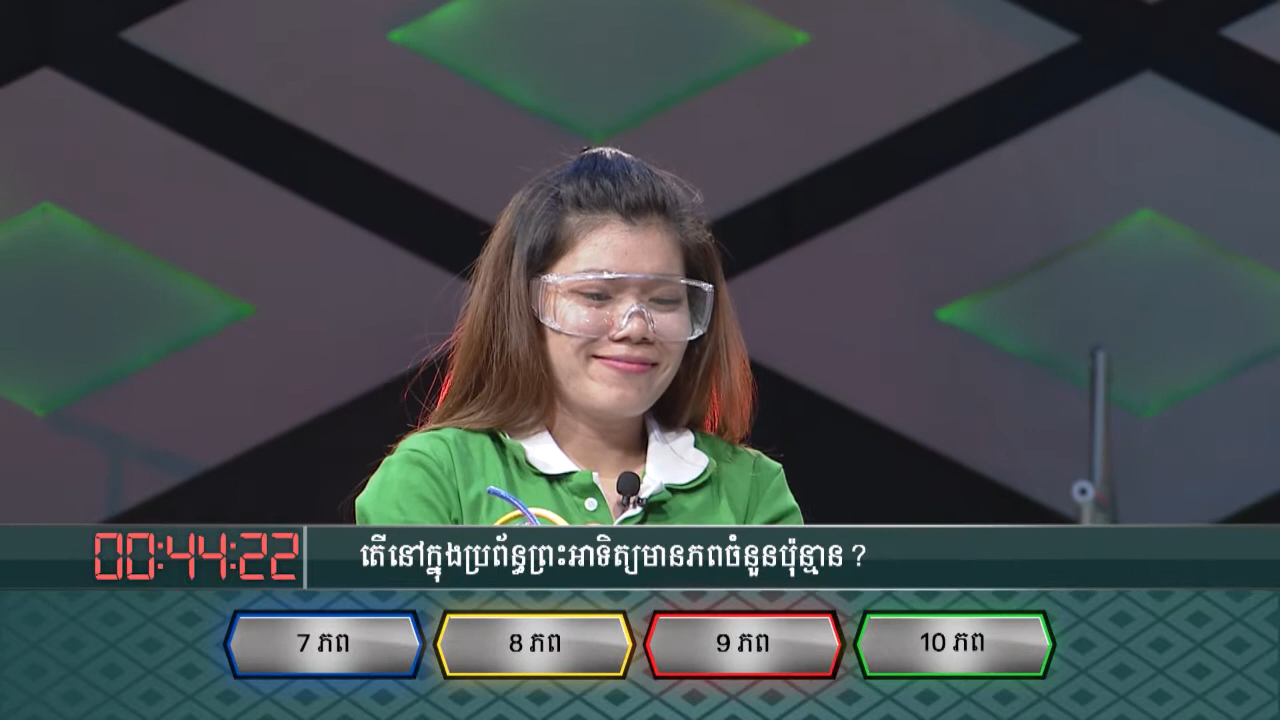 00:44:22
តើនៅក្នុងប្រព័ន្ធព្រះអាទិត្យមានភពចំនួនប៉ុន្មាន ?
7 ភព
8 ភព
9 ភព
10 ភព